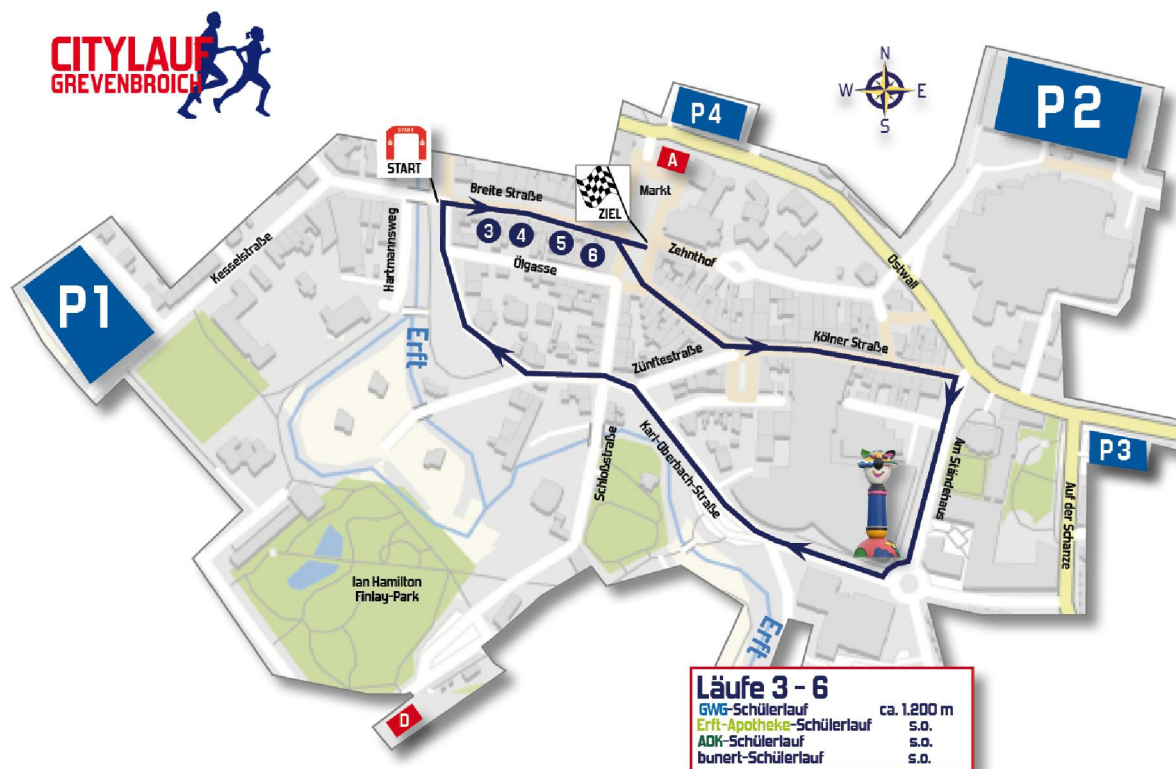 CITYLAUF
GREVENBROICH
N
W E
S
P4
P2
START
START
A
Markt
ZIEL
Breite Straße
3 4 5 6
Ölgasse
Hartmannsweg
Kesselstraße
P1
Zehnthof
Ostwall
Erft
Zünftestraße
Kölner Straße
Karl-Oberbach-Straße
Schloßstraße
Am Ständehaus
P3
Auf der Schanze
Ian Hamilton
Finlay-Park
Erft
D
Läufe 3 - 6
GWG-Schülerlauf ca. 1.200 m
Erft-Apotheke-Schülerlauf s.o.
AOK-Schülerlauf s.o.
bunert-Schülerlauf s.o.